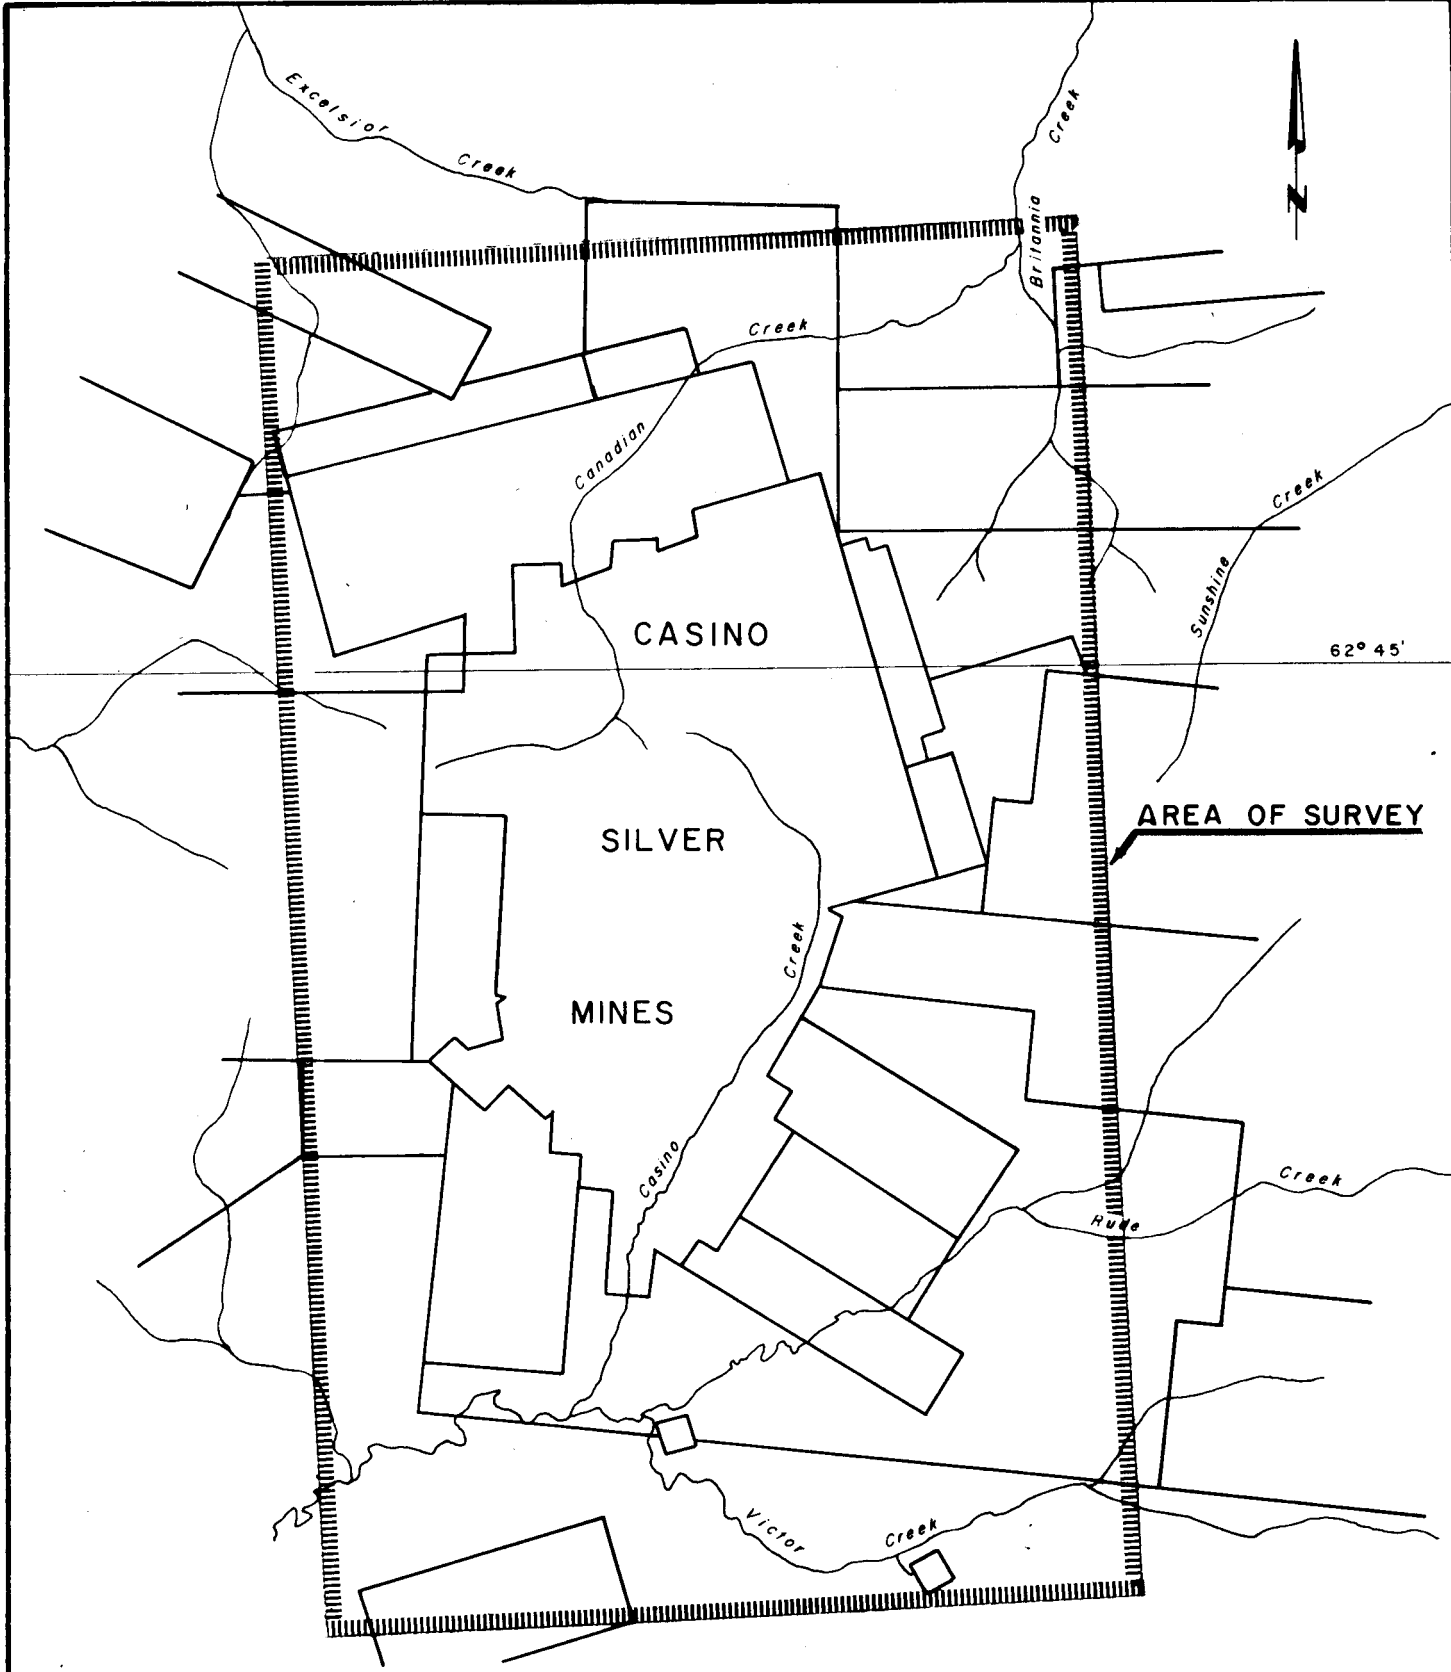 Excelsior Creek
Britannia Creek
N
Canadian Creek
Sunshine Creek
CASINO
62° 45'
AREA OF SURVEY
SILVER
MINES
Casino Creek
Rude Creek
Victor Creek